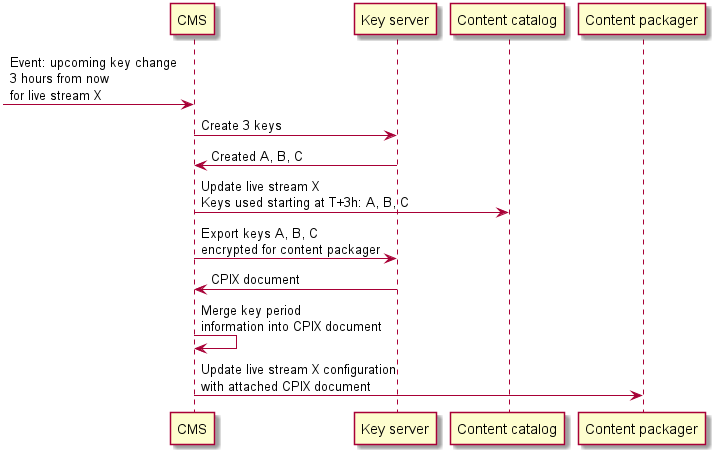 CMS
Key server
Content catalog
Content packager
Event: upcoming key change
3 hours from now
for live stream X
Create 3 keys
Created A, B, C
Update live stream X
Keys used starting at T+3h: A, B, C
Export keys A, B, C
encrypted for content packager
CPIX document
Merge key period
information into CPIX document
Update live stream X configuration
with attached CPIX document
CMS
Key server
Content catalog
Content packager